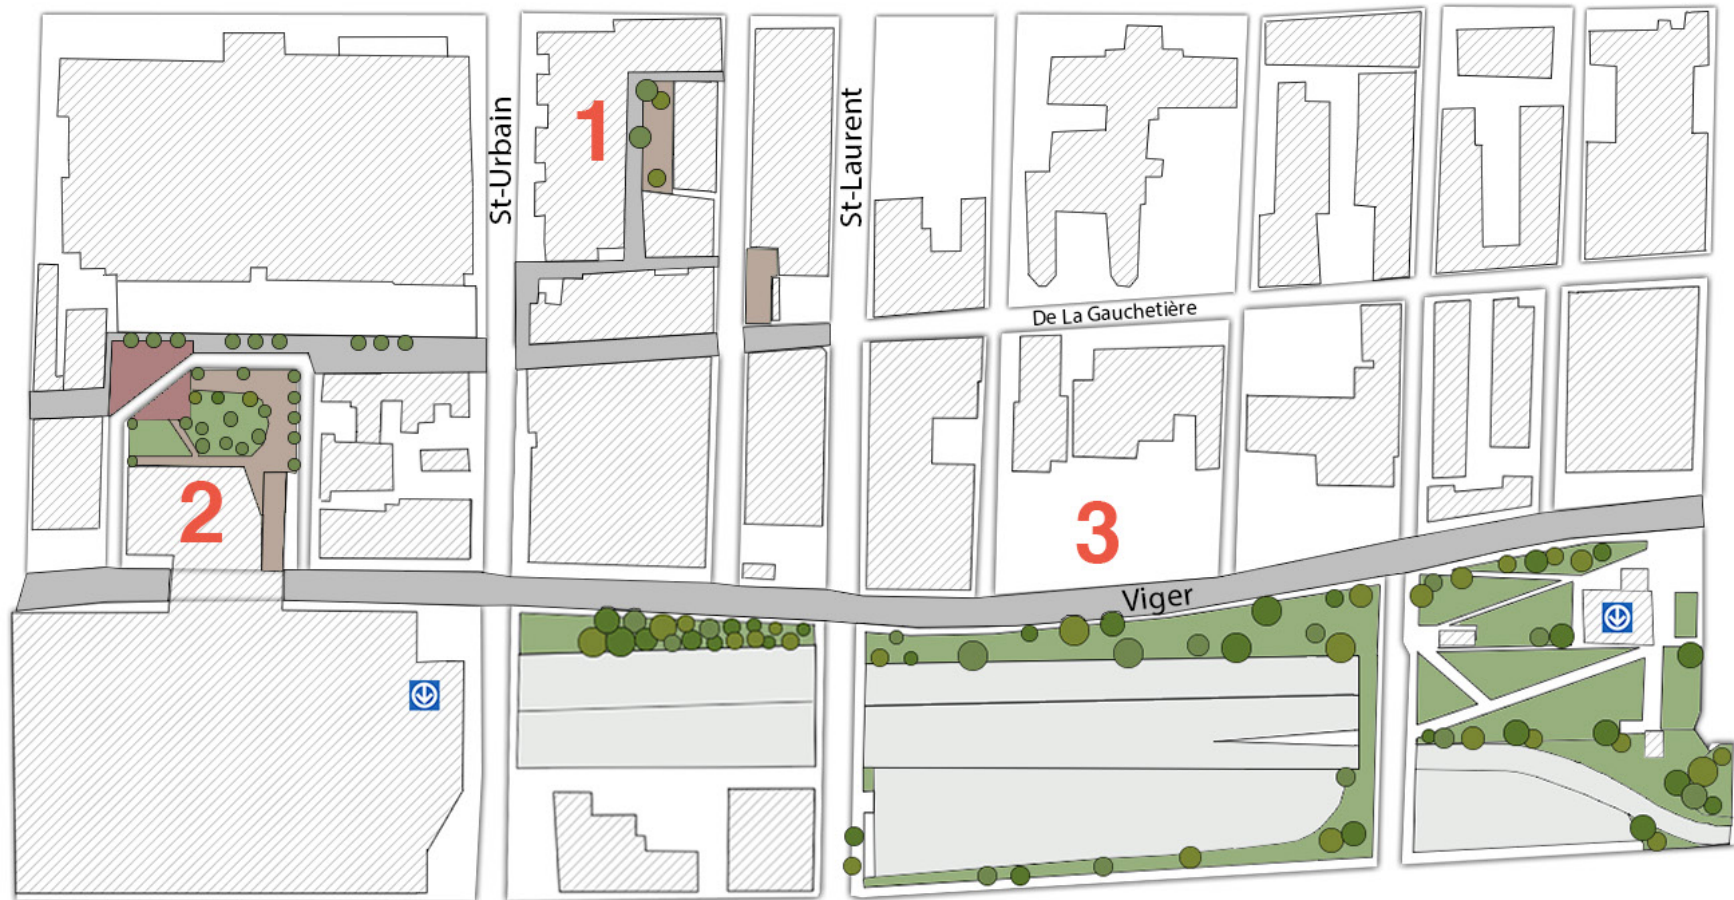 1
St-Urbain
St-Laurent
De La Gauchetière
2
3
Viger